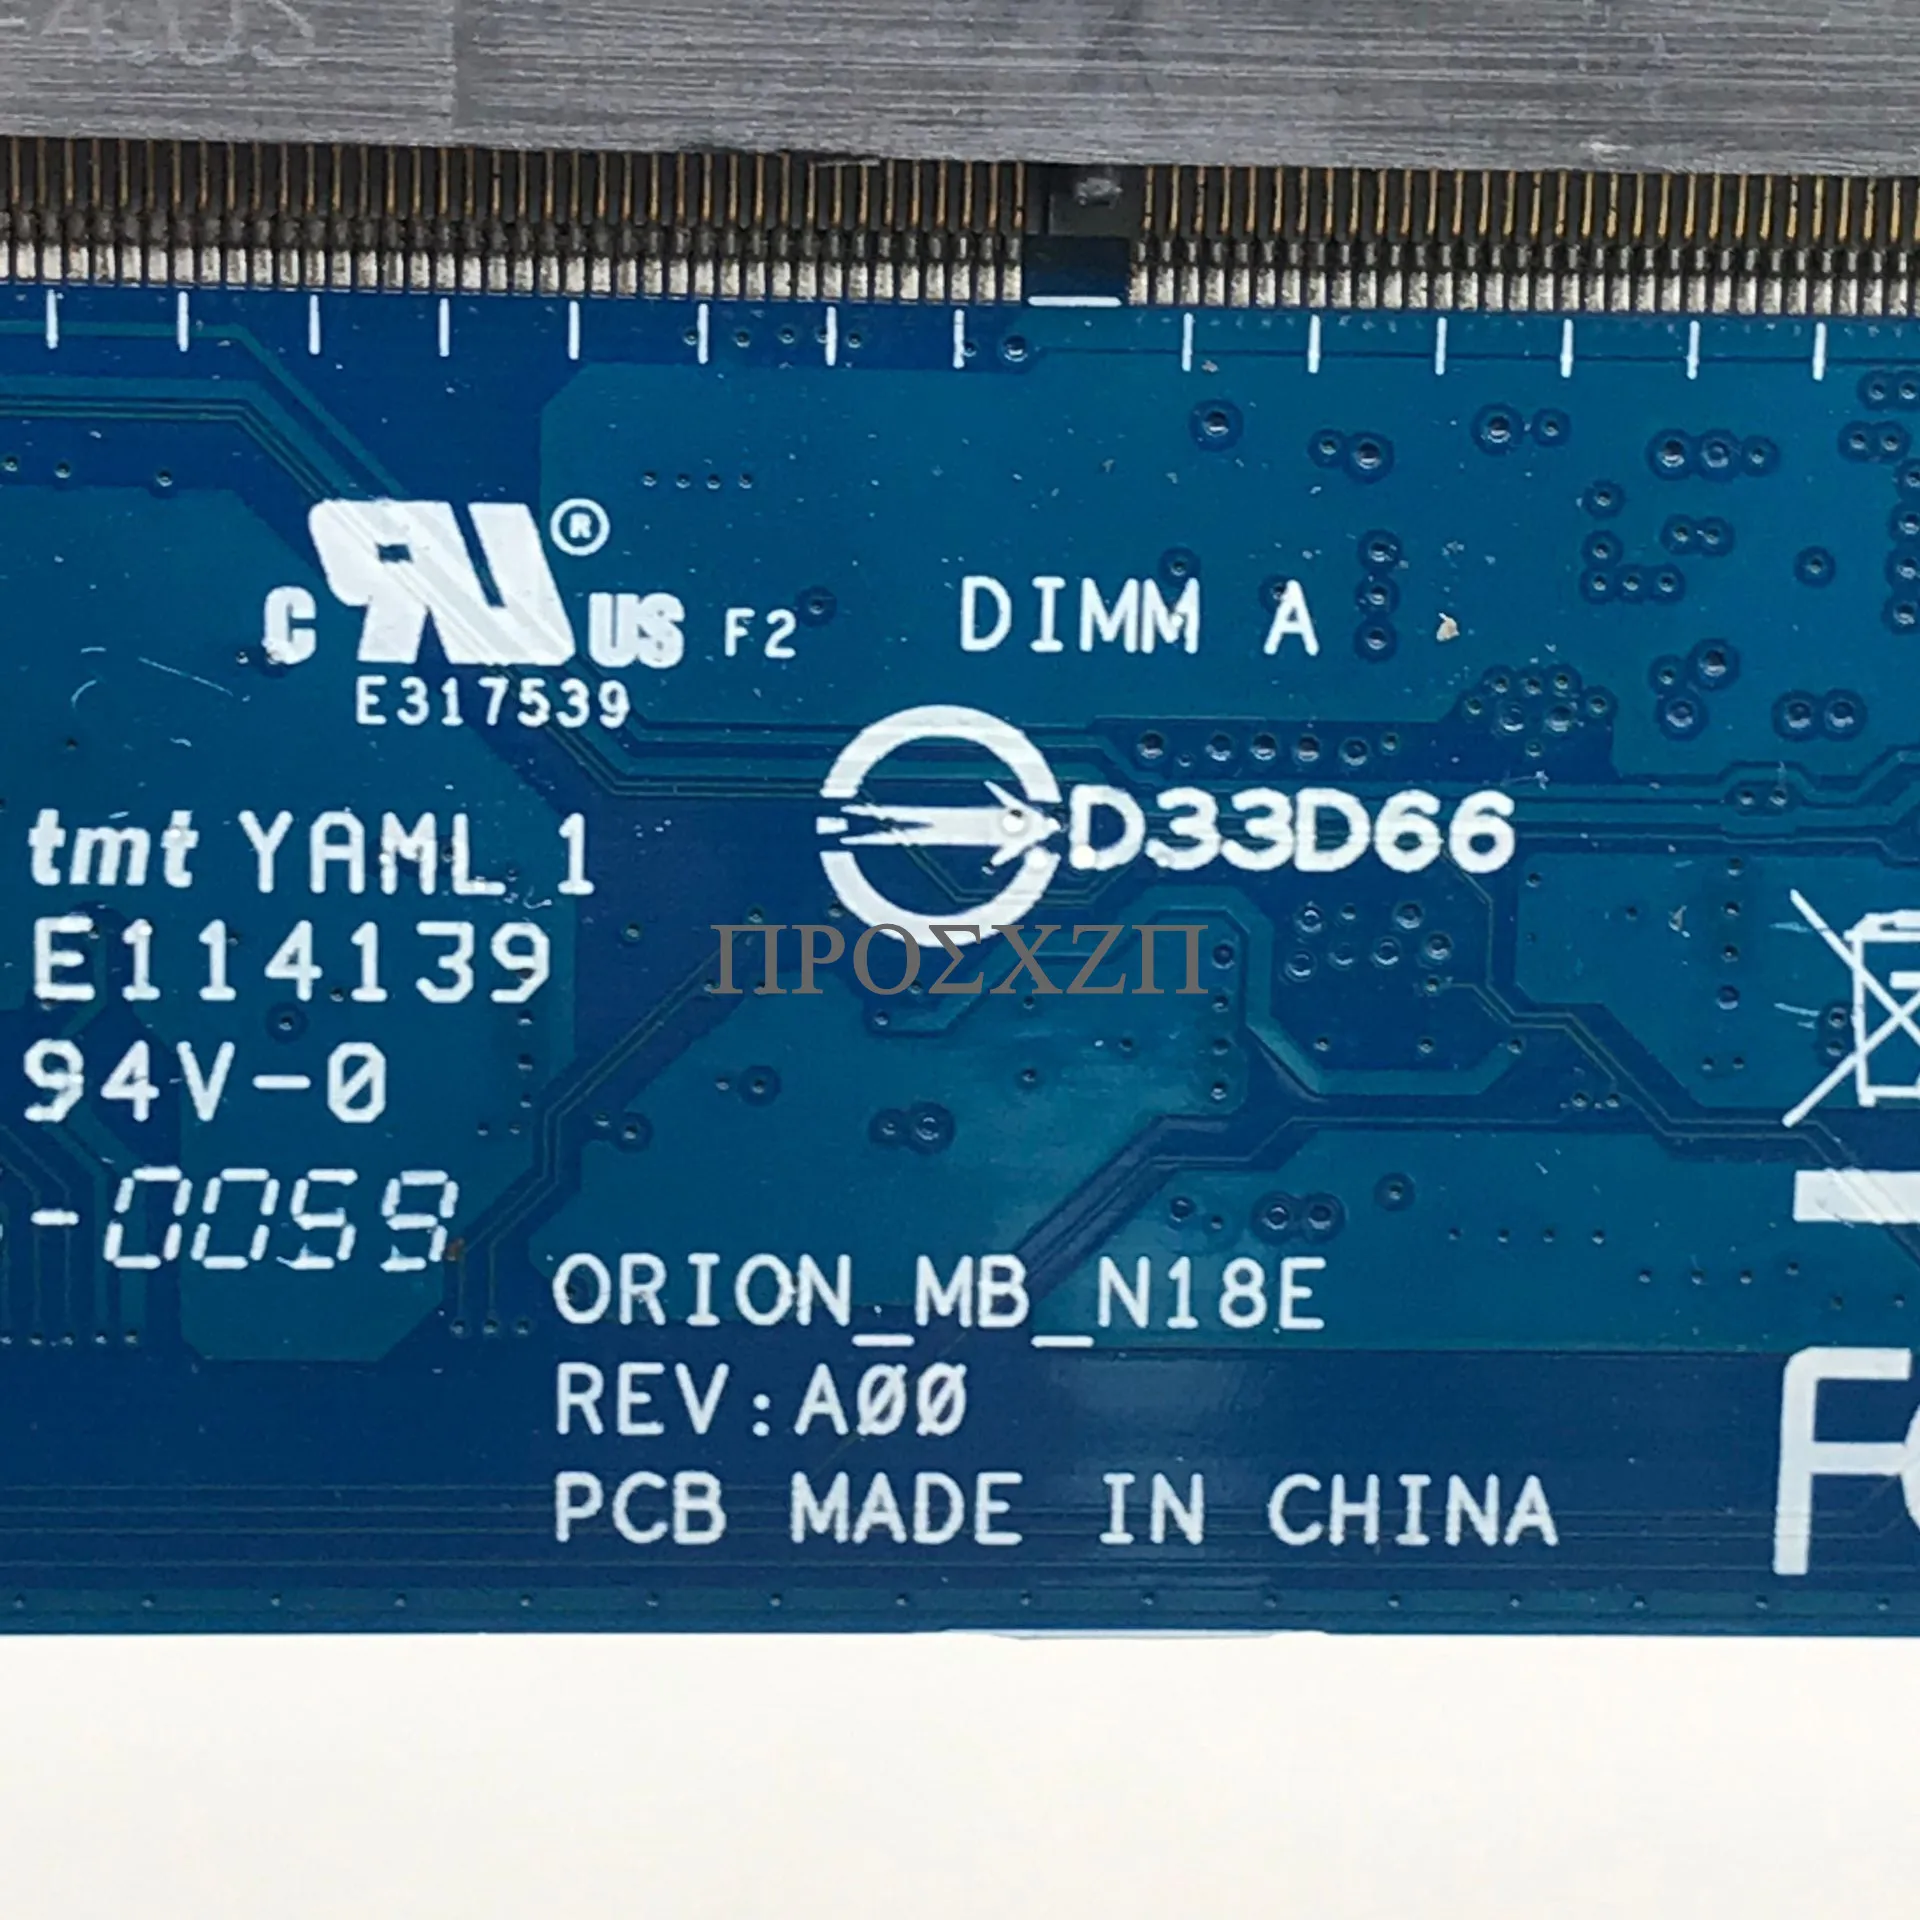 c RU ® US F2
E317539
DIMM A
D33D66
tmt YAML 1
E114139
94V-0
-0059
ΠΡΟΣΧΖΠ
ORION_MB_N18E
REV:A00
PCB MADE IN CHINA